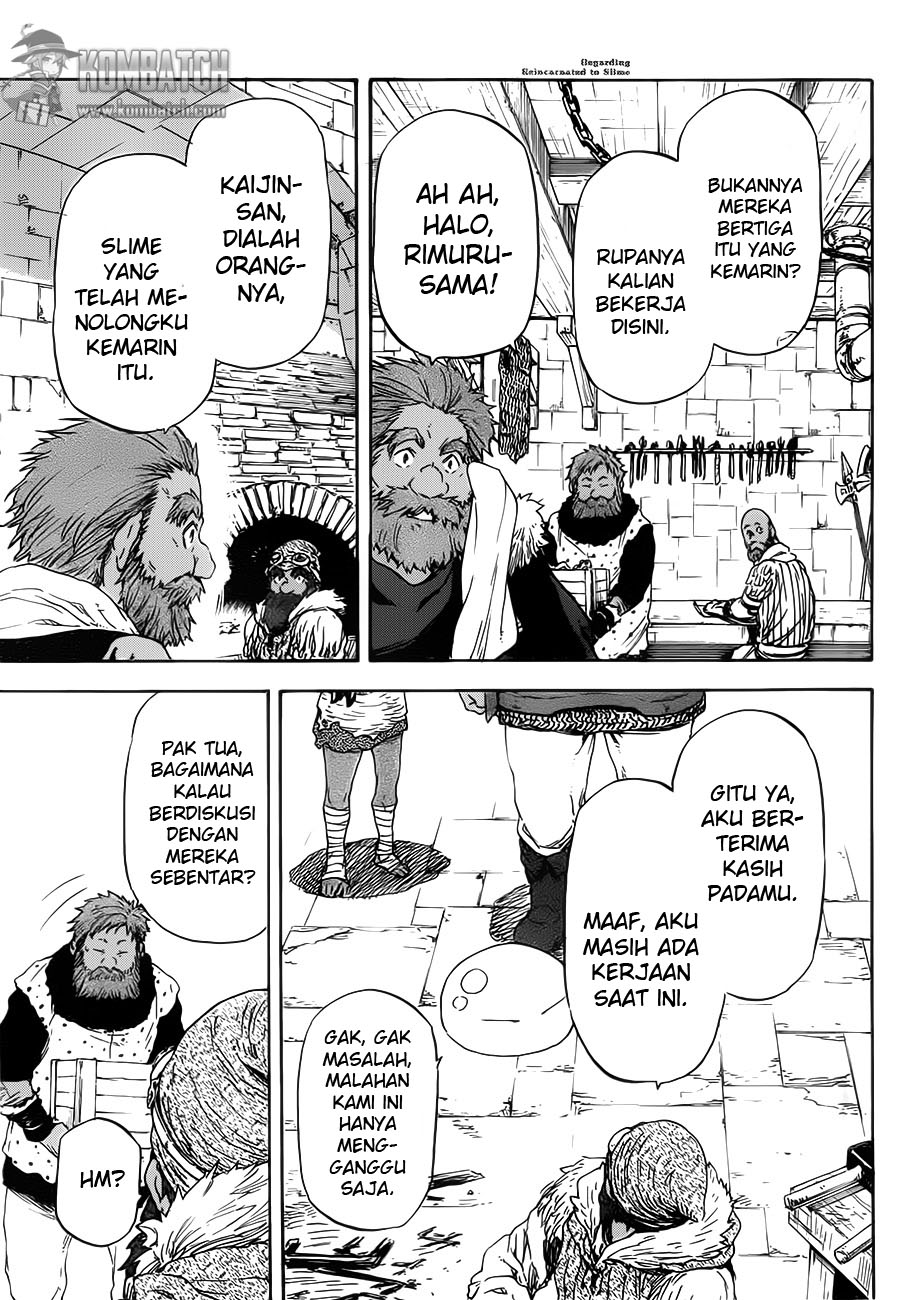 KOMBATCH
www.kombatch.com
Regarding
Reincarnated to Slime
BUKANNYA
MEREKA
BERTIGA
ITU YANG
KEMARIN?
RUPANYA
KALIAN
BEKERJA
DISINI.
AH AH,
HALO,
RIMURU-
SAMA!
KAIJIN-
SAN,
DIALAH
ORANG-
NYA,
SLIME
YANG
TELAH ME-
NOLONGKU
KEMARIN
ITU.
GITU YA,
AKU BER-
TERIMA
KASIH
PADAMU.
MAAF, AKU
MASIH ADA
KERJAAN
SAAT INI.
GAK, GAK
MASALAH,
MALAHAN
KAMI INI
HANYA
MENG-
GANGGU
SAJA.
PAK TUA,
BAGAIMANA
KALAU
BERDISKUSI
DENGAN
MEREKA
SEBENTAR?
HM?